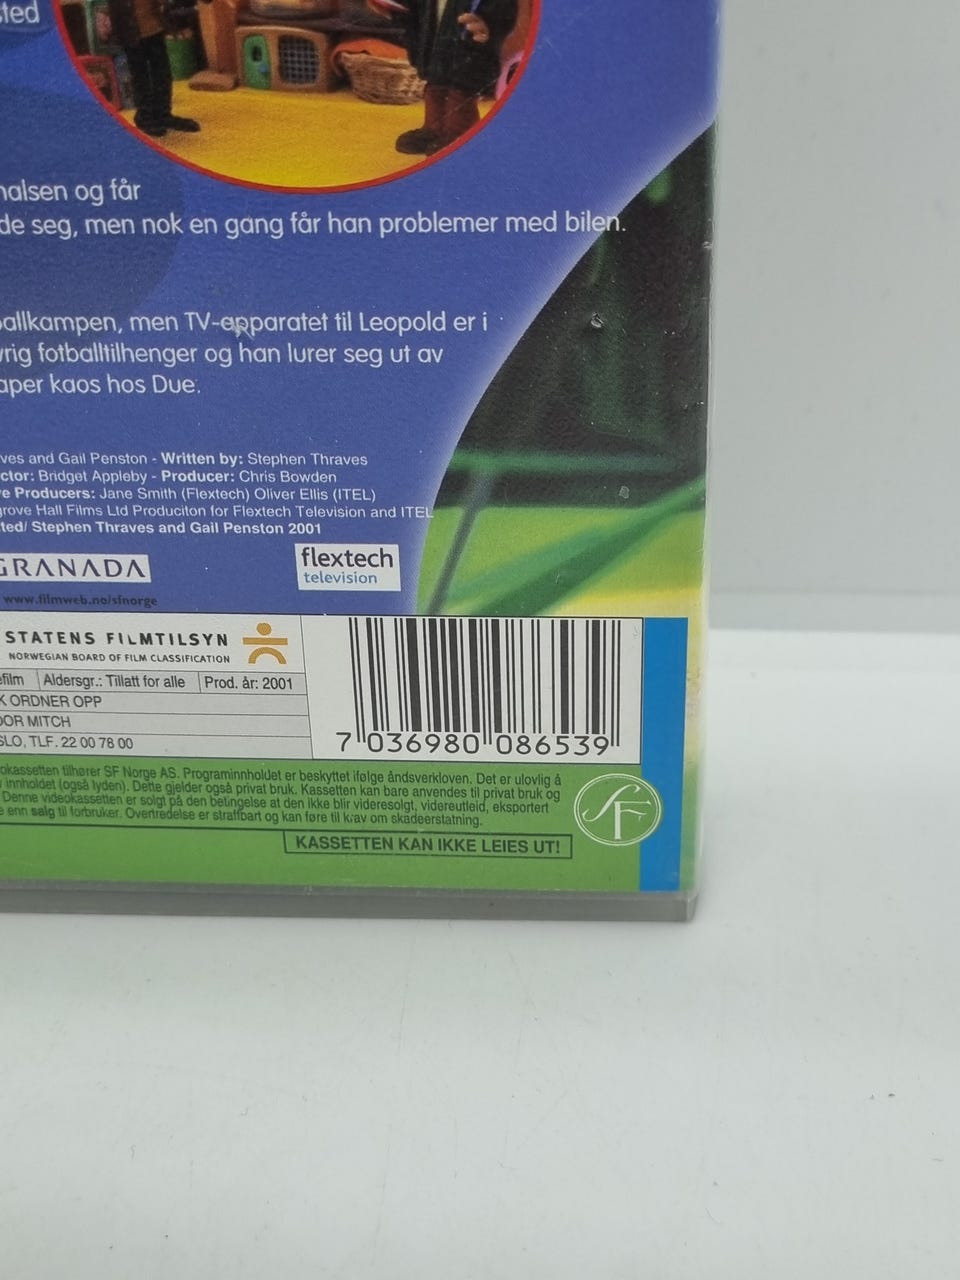 sted
halsen og får
de seg, men nok en gang får han problemer med bilen.
allkampen, men TV-apparatet til Leopold er i
vrig fotballtilhenger og han lurer seg ut av
aper kaos hos Due.
ves and Gail Penston - Written by: Stephen Thraves
ctor: Bridget Appleby - Producer: Chris Bowden
e Producers: Jane Smith (Flextech) Oliver Ellis (ITEL)
grove Hall Films Ltd Produciton for Flextech Television and ITEL
ted/ Stephen Thraves and Gail Penston 2001
GRANADA
flextech
television
www.filmweb.no/sfnorge
STATENS FILMTILSYN
NORWEGIAN BOARD OF FILM CLASSIFICATION
efilm Aldersgr.: Tillatt for alle Prod. år: 2001
K ORDNER OPP
DOR MITCH
SLO, TLF. 22 00 78 00
7 036980 086539
okassetten tilhører SF Norge AS. Programinnholdet er beskyttet ifølge åndsverkloven. Det er ulovlig å
innholdet (også lyden). Dette gjelder også privat bruk. Kassetten kan bare anvendes til privat bruk og
Denne videokassetten er solgt på den betingelse at den ikke blir videresolgt, videreutleid, eksportert
e enn salg til forbruker. Overtredelse er straffbart og kan føre til krav om skadeerstatning.
SF
KASSETTEN KAN IKKE LEIES UT!